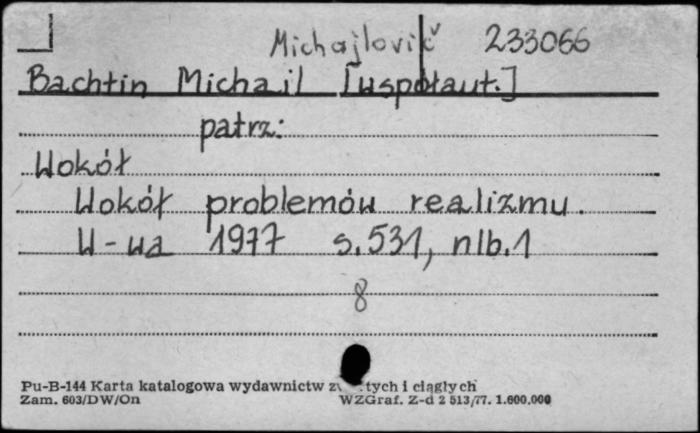 Michajlovič 233066
Bachtin Michail [współaut.]
patrz:
Wokół
Wokół problemów realizmu.
W-wa 1977 s.531, nlb.1
8
Pu-B-144 Karta katalogowa wydawnictw i ciągłych
Zam. 603/DW/On WZGraf. Z-d 2 513/77. 1.600.000